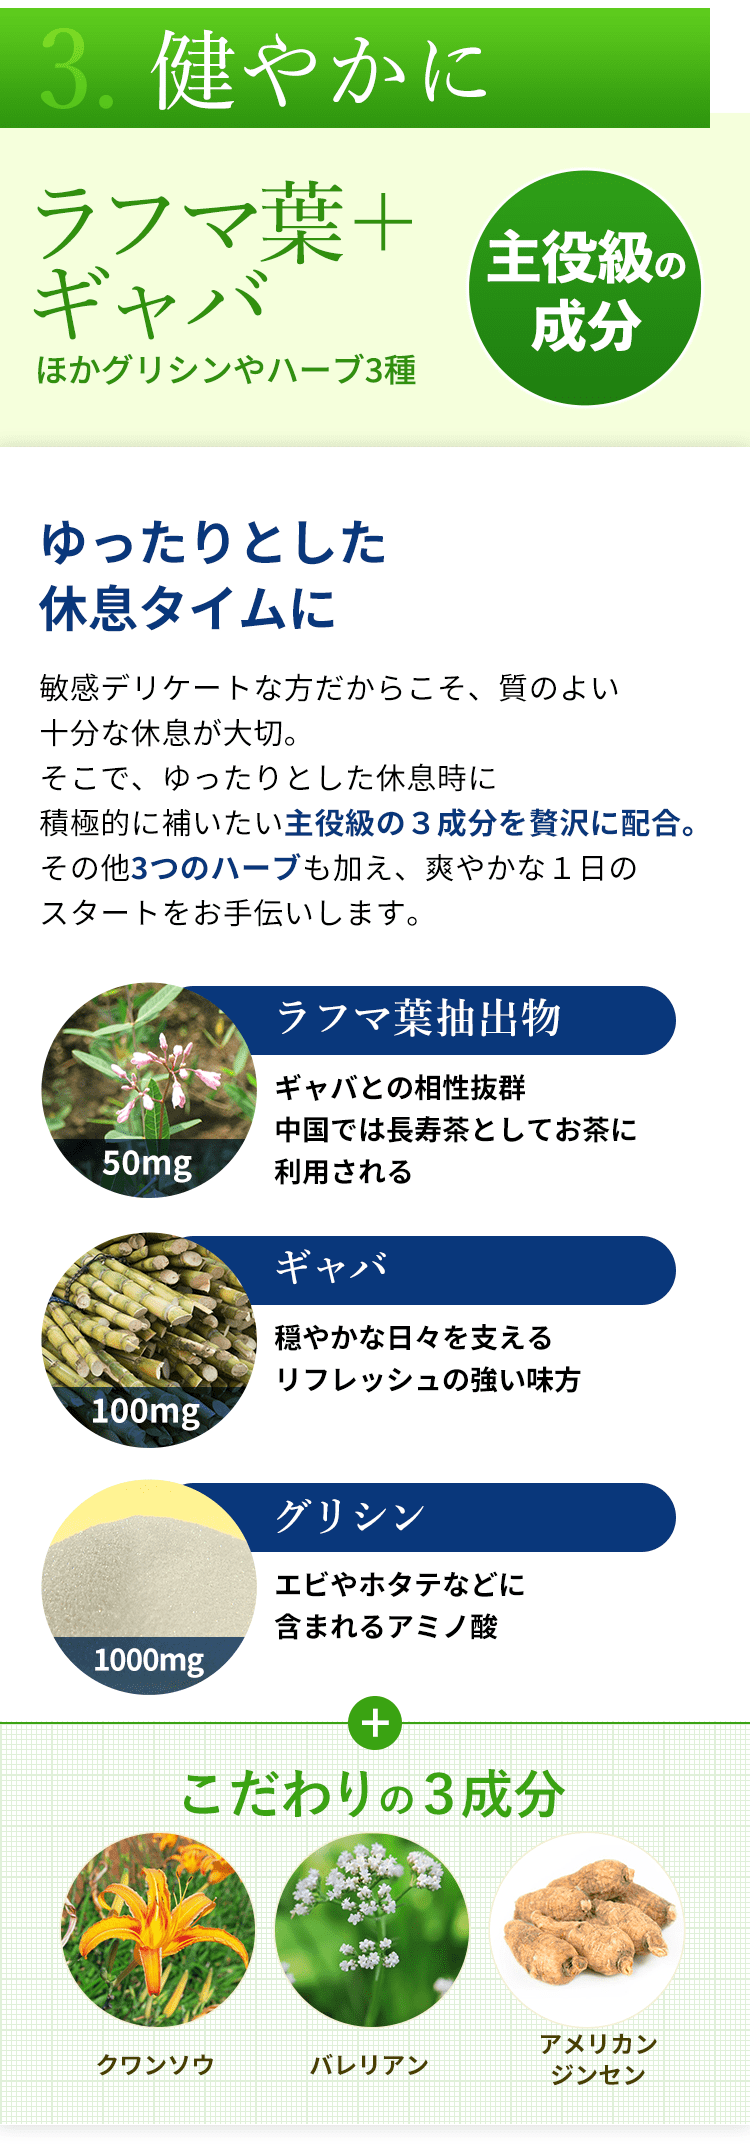 3. 健やかに
ラフマ葉＋
ギャバ
ほかグリシンやハーブ3種
主役級の
成分
ゆったりとした
休息タイムに
敏感デリケートな方だからこそ、質のよい
十分な休息が大切。
そこで、ゆったりとした休息時に
積極的に補いたい主役級の３成分を贅沢に配合。
その他3つのハーブも加え、爽やかな１日の
スタートをお手伝いします。
ラフマ葉抽出物
50mg
ギャバとの相性抜群
中国では長寿茶としてお茶に
利用される
ギャバ
100mg
穏やかな日々を支える
リフレッシュの強い味方
グリシン
1000mg
エビやホタテなどに
含まれるアミノ酸
＋
こだわりの３成分
クワンソウ
バレリアン
アメリカン
ジンセン